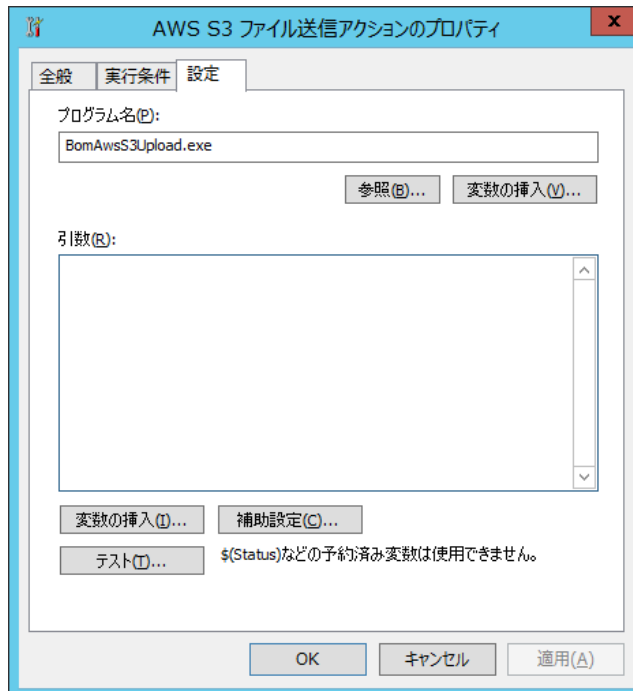 AWS S3 ファイル送信アクションのプロパティ
x
全般 実行条件 設定
プログラム名(P):
BomAwsS3Upload.exe
参照(B)... 変数の挿入(V)...
引数(R):
変数の挿入(I)... 補助設定(C)...
テスト(T)... $(Status)などの予約済み変数は使用できません。
OK キャンセル 適用(A)